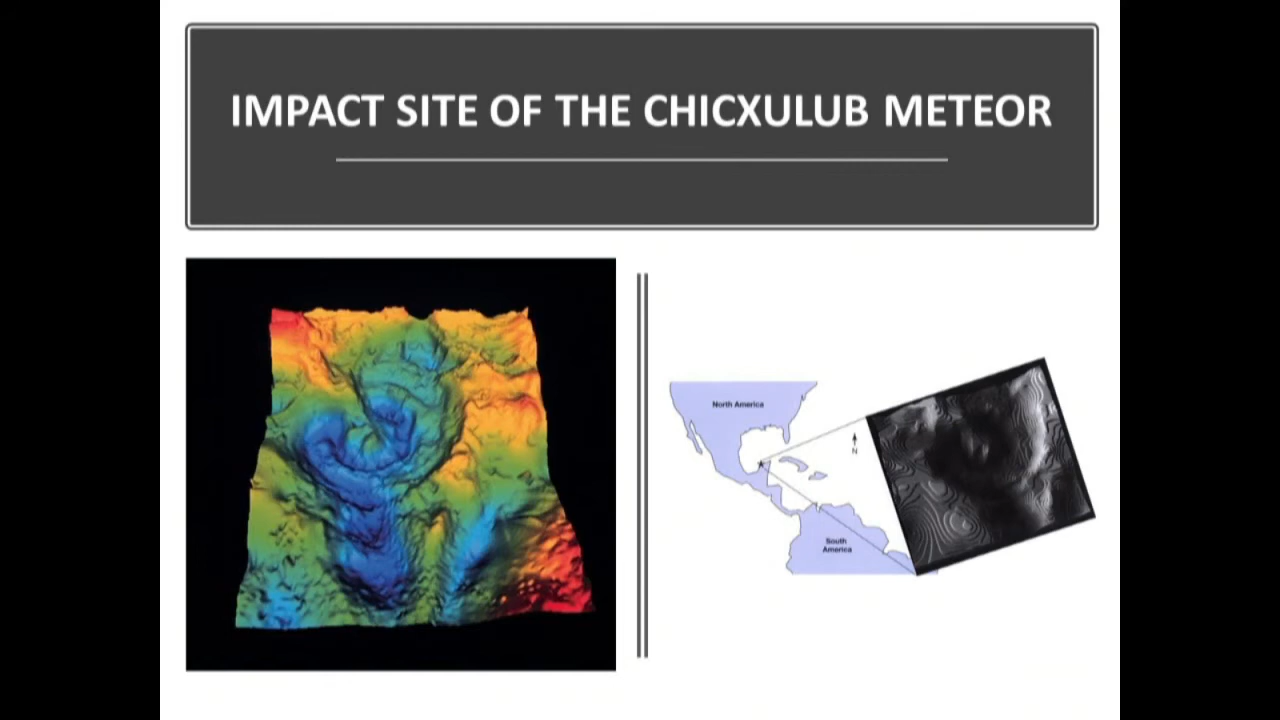 IMPACT SITE OF THE CHICXULUB METEOR
North America
N
South
America